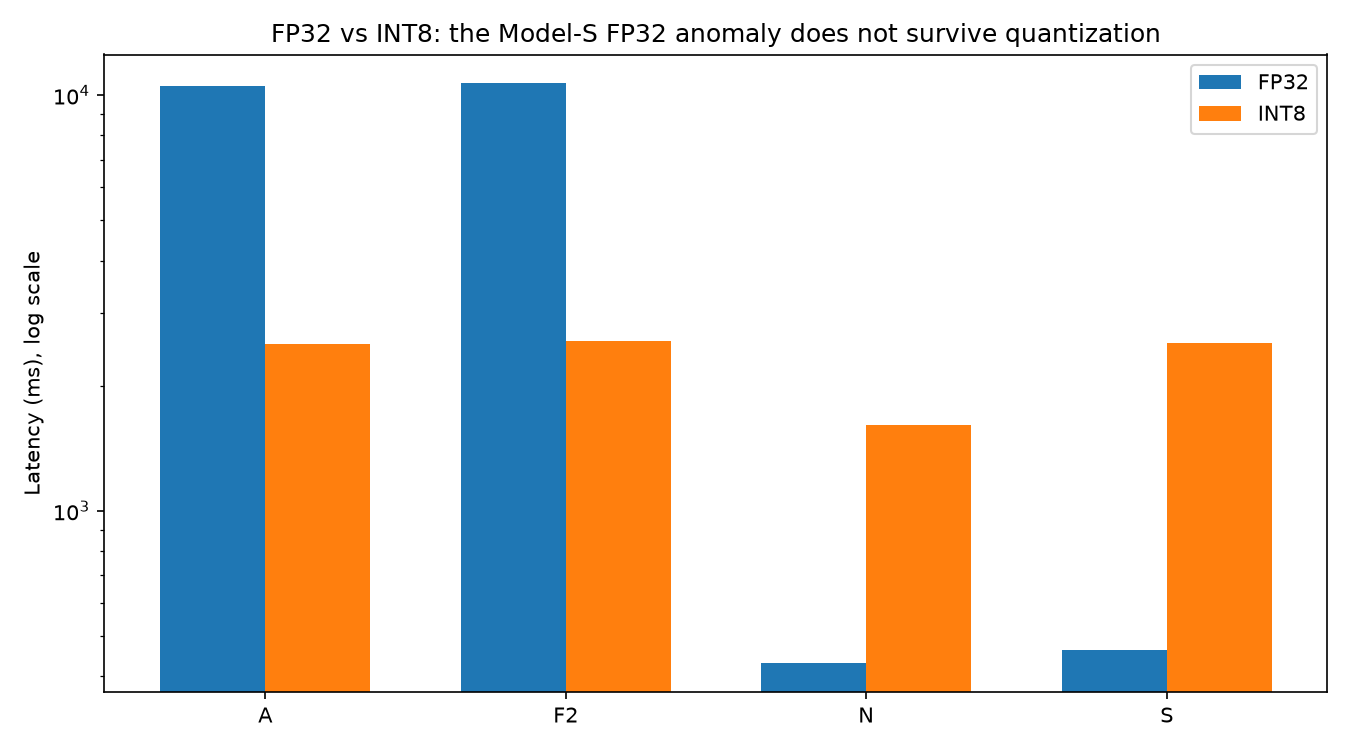 FP32 vs INT8: the Model-S FP32 anomaly does not survive quantization
FP32
INT8
Latency (ms), log scale
10⁴
10³
A
F2
N
S